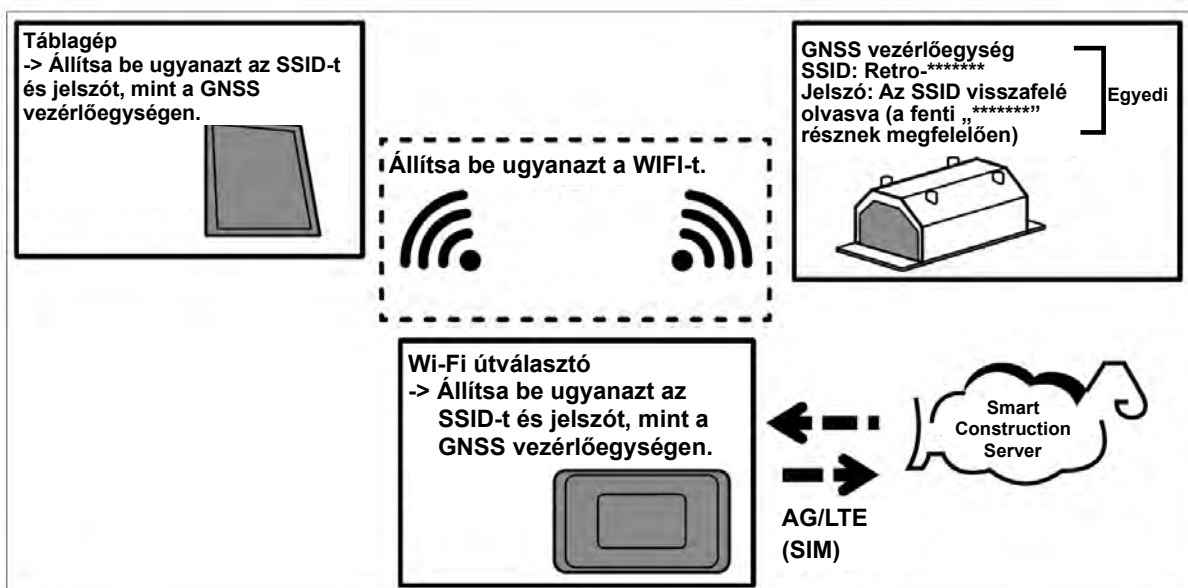 Táblagép
-> Állítsa be ugyanazt az SSID-t
és jelszót, mint a GNSS
vezérlőegységen.
GNSS vezérlőegység
SSID: Retro-*******
Jelszó: Az SSID visszafelé
olvasva (a fenti „*******”
résznek megfelelően)
Egyedi
Állítsa be ugyanazt a WIFI-t.
Wi-Fi útválasztó
-> Állítsa be ugyanazt az
SSID-t és jelszót, mint a
GNSS vezérlőegységen.
Smart
Construction
Server
AG/LTE
(SIM)